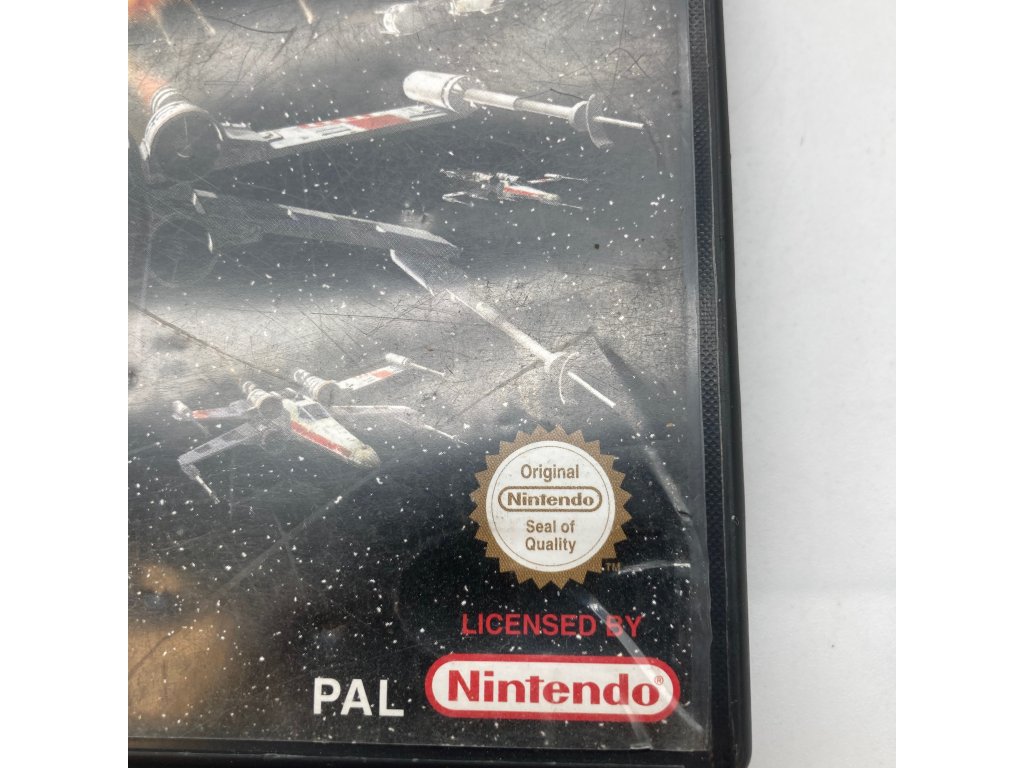 Original
Nintendo
Seal of
Quality
TM
LICENSED BY
PAL
Nintendo®